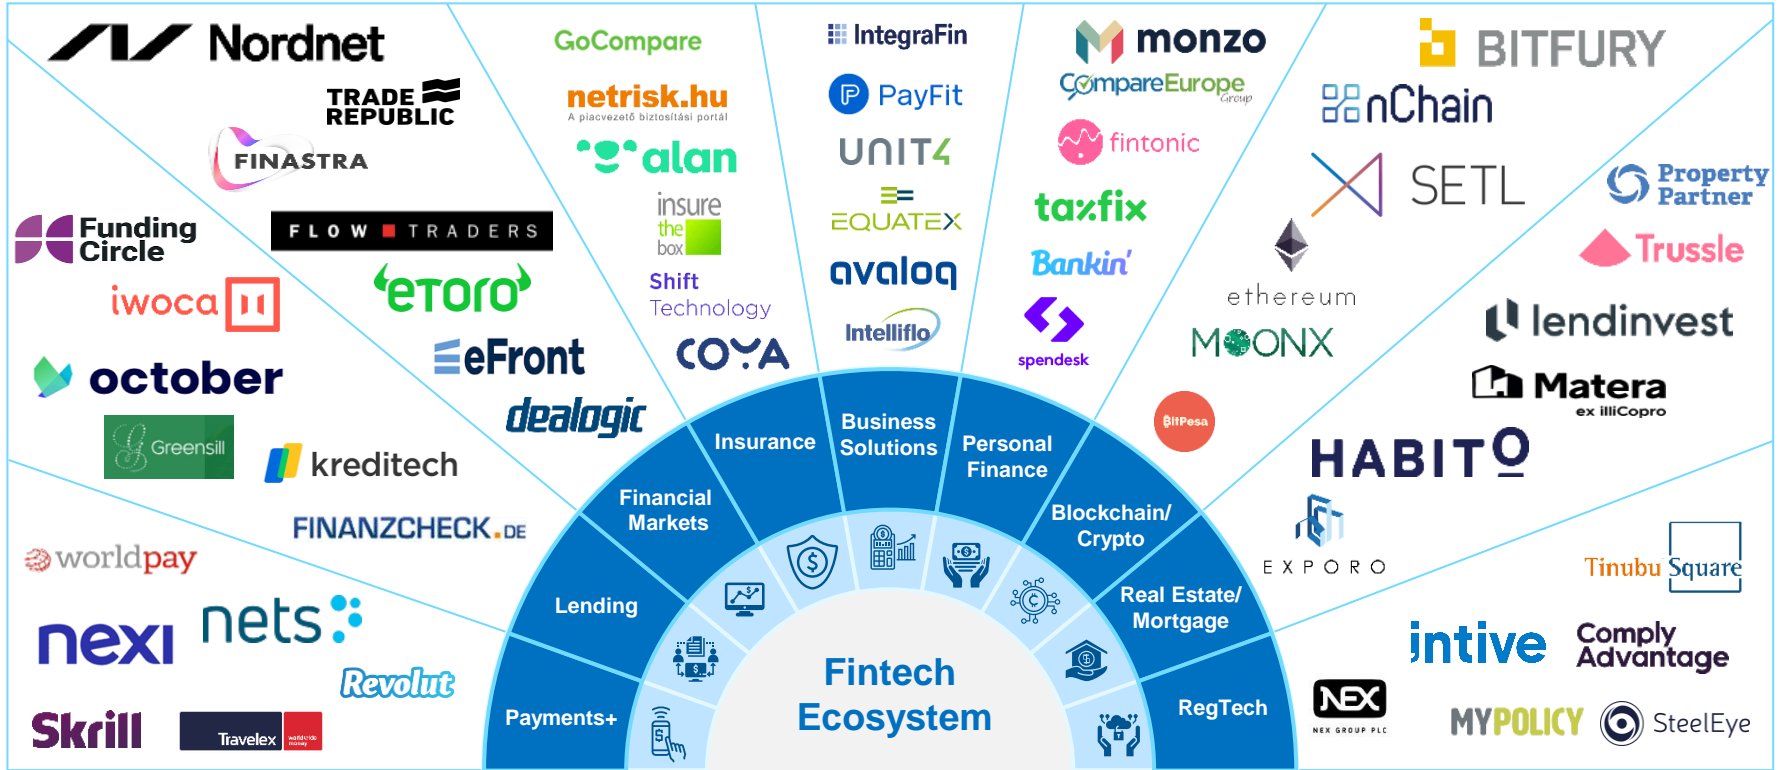 Nordnet
TRADE
REPUBLIC
FINASTRA
FLOW TRADERS
eToro
eFront
dealogic
GoCompare
netrisk.hu
A piacvezető biztosítási portál
alan
insure
the
box
Shift
Technology
COYA
IntegraFin
PayFit
UNIT4
EQUATEX
avaloq
Intelliflo
monzo
CompareEurope
Group
fintonic
taxfix
Bankin'
spendesk
BITFURY
nChain
SETL
ethereum
MOONX
BitPesa
Property
Partner
Trussle
lendinvest
Matera
ex illiCopro
HABITO
EXPORO
Funding
Circle
iwoca
october
Greensill
kreditech
FINANZCHECK.DE
worldpay
nexi
nets
Revolut
Skrill
Travelex
worldwide
money
Tinubu Square
intive
Comply
Advantage
NEX
NEX GROUP PLC
MYPOLICY
SteelEye
Payments+
Lending
Financial
Markets
Insurance
Business
Solutions
Personal
Finance
Blockchain/
Crypto
Real Estate/
Mortgage
RegTech
Fintech
Ecosystem